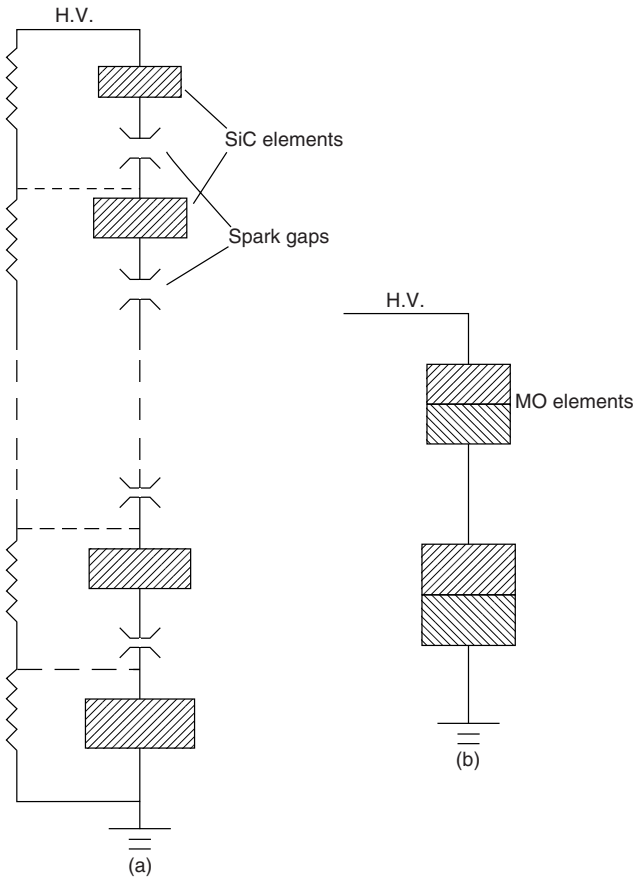 H.V.
SiC elements
Spark gaps
(a)
H.V.
MO elements
(b)